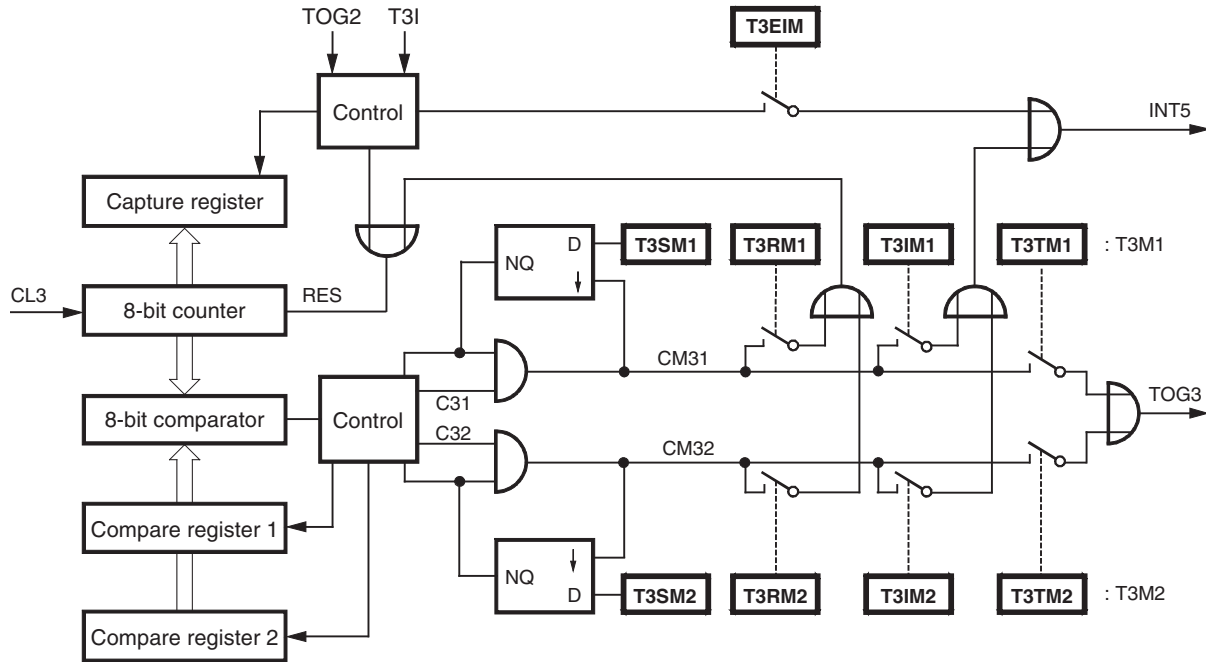 TOG2 T3I
T3EIM
Control
INT5
Capture register
D
T3SM1
T3RM1
T3IM1
T3TM1
: T3M1
NQ
CL3
8-bit counter
RES
CM31
8-bit comparator
Control
C31
C32
TOG3
CM32
Compare register 1
NQ
D
T3SM2
T3RM2
T3IM2
T3TM2
: T3M2
Compare register 2